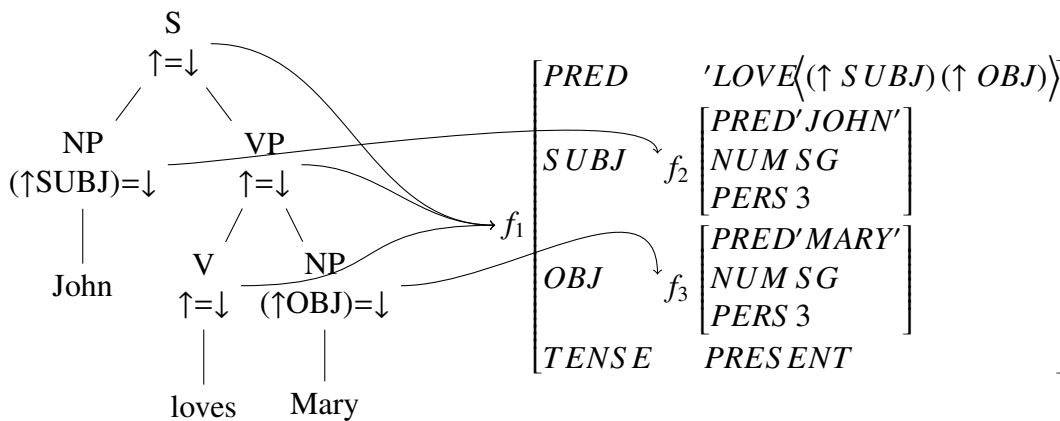 S
↑=↓
NP VP
(↑SUBJ)=↓ ↑=↓
V NP
John ↑=↓ (↑OBJ)=↓
loves Mary
f1
PRED 'LOVE⟨(↑ SUBJ)(↑ OBJ)⟩
SUBJ f2
PRED'JOHN'
NUM SG
PERS 3
OBJ f3
PRED'MARY'
NUM SG
PERS 3
TENSE PRESENT